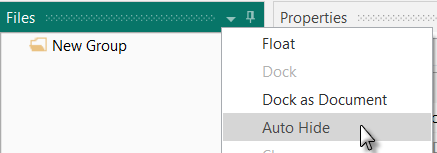 Files
Properties
New Group
Float
Dock
Dock as Document
Auto Hide